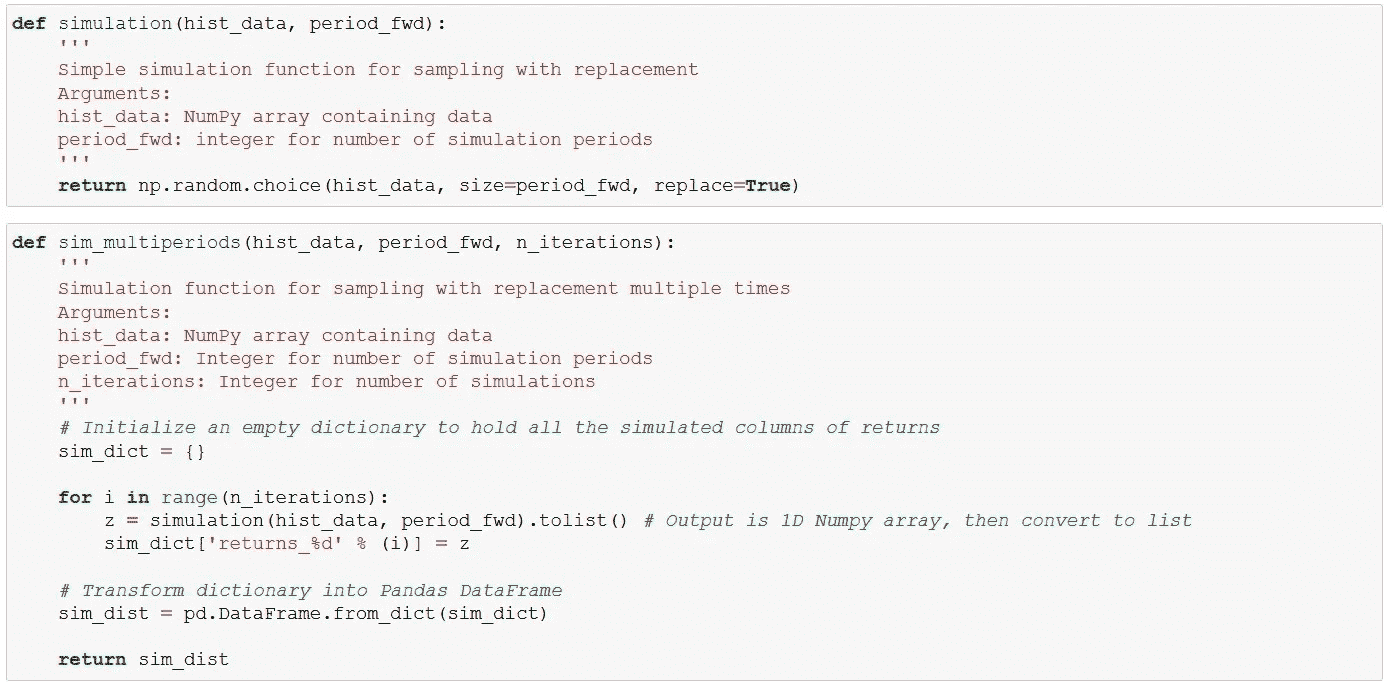 def simulation(hist_data, period_fwd):
    '''
    Simple simulation function for sampling with replacement
    Arguments:
    hist_data: NumPy array containing data
    period_fwd: integer for number of simulation periods
    '''
    return np.random.choice(hist_data, size=period_fwd, replace=True)
def sim_multiperiods(hist_data, period_fwd, n_iterations):
    '''
    Simulation function for sampling with replacement multiple times
    Arguments:
    hist_data: NumPy array containing data
    period_fwd: Integer for number of simulation periods
    n_iterations: Integer for number of simulations
    '''
    # Initialize an empty dictionary to hold all the simulated columns of returns
    sim_dict = {}
    for i in range(n_iterations):
        z = simulation(hist_data, period_fwd).tolist() # Output is 1D Numpy array, then convert to list
        sim_dict['returns_%d' % (i)] = z
    # Transform dictionary into Pandas DataFrame
    sim_dist = pd.DataFrame.from_dict(sim_dict)
    return sim_dist